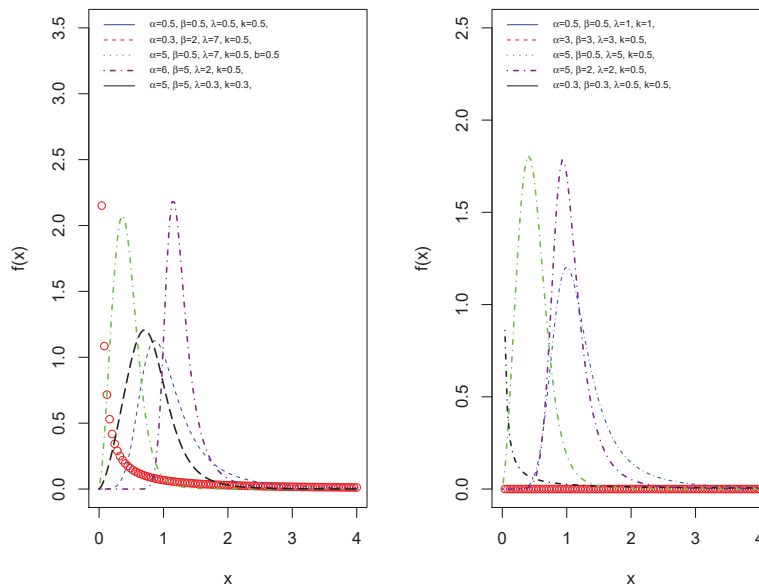 α=0.5, β=0.5, λ=0.5, k=0.5,
α=0.3, β=2, λ=7, k=0.5,
α=5, β=0.5, λ=7, k=0.5, b=0.5
α=6, β=5, λ=2, k=0.5,
α=5, β=5, λ=0.3, k=0.3,
f(x)
3.5
3.0
2.5
2.0
1.5
1.0
0.5
0.0
0 1 2 3 4
x
α=0.5, β=0.5, λ=1, k=1,
α=3, β=3, λ=3, k=0.5,
α=5, β=0.5, λ=5, k=0.5,
α=5, β=2, λ=2, k=0.5,
α=0.3, β=0.3, λ=0.5, k=0.5,
f(x)
2.5
2.0
1.5
1.0
0.5
0.0
0 1 2 3 4
x